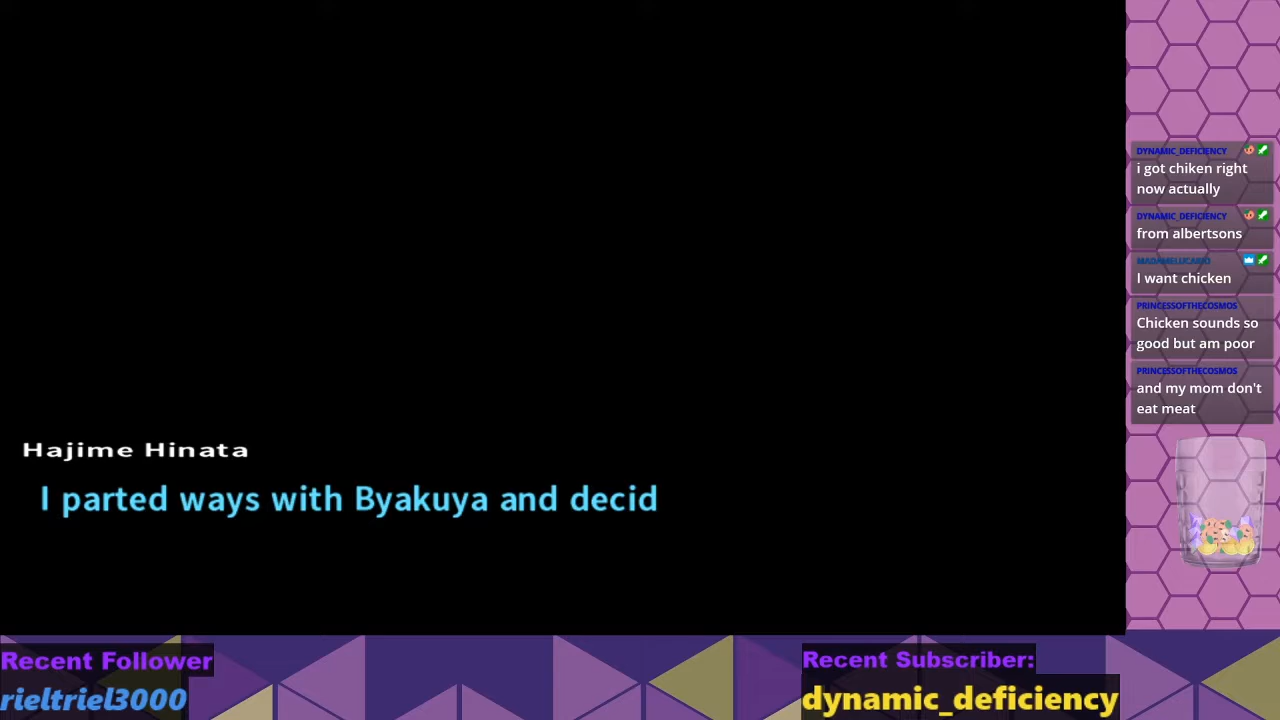 DYNAMIC_DEFICIENCY
i got chiken right
now actually
DYNAMIC_DEFICIENCY
from albertsons
MADAMELUCARIO
I want chicken
PRINCESSOFTHECOSMOS
Chicken sounds so
good but am poor
PRINCESSOFTHECOSMOS
and my mom don't
eat meat
Hajime Hinata
I parted ways with Byakuya and decid
Recent Follower
rieltriel3000
Recent Subscriber:
dynamic_deficiency